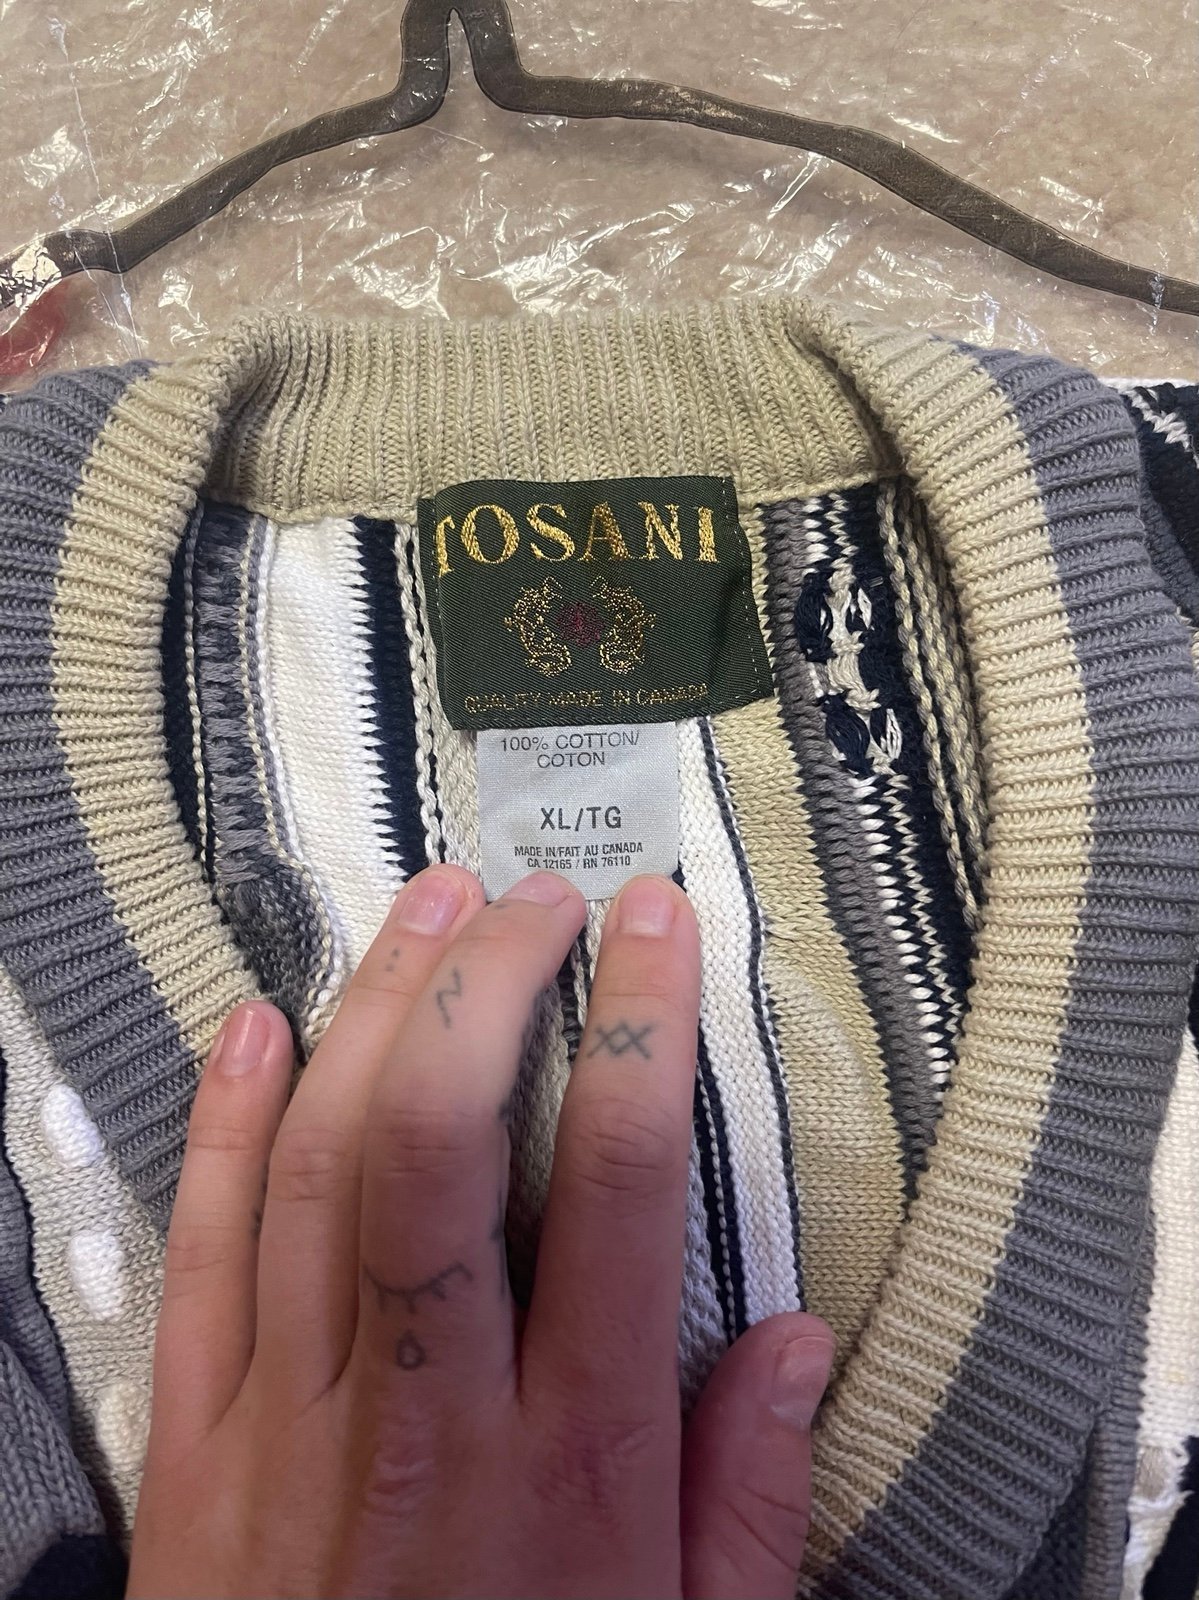 TOSANI
QUALITY MADE IN CANADA
100% COTTON/
COTON
XL/TG
MADE IN/FAIT AU CANADA
CA 12165 / RN 76110